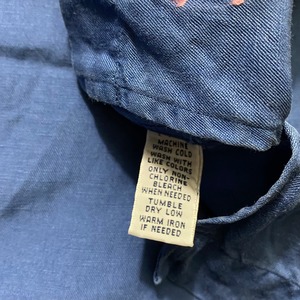 MACHINE
WASH COLD
WASH WITH
LIKE COLORS
ONLY NON-
CHLORINE
BLEACH
WHEN NEEDED
TUMBLE
DRY LOW
WARM IRON
IF NEEDED